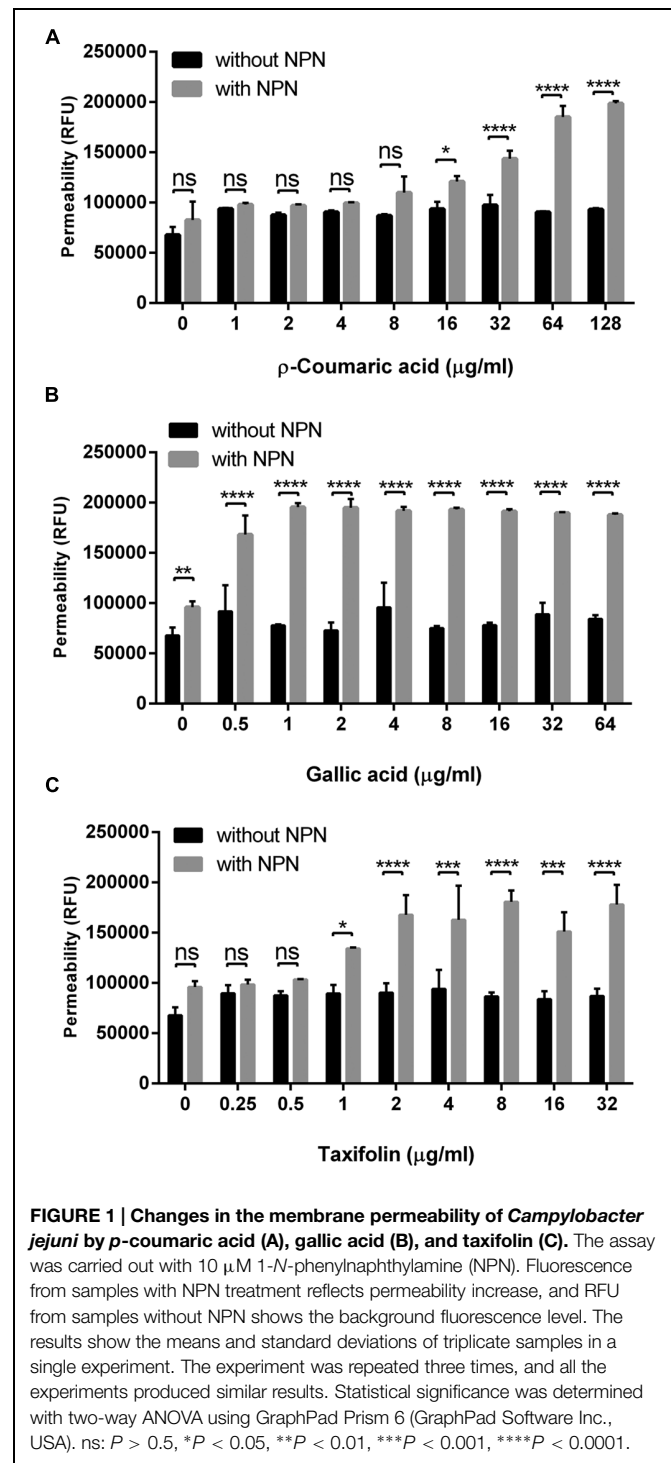 A
without NPN
with NPN
Permeability (RFU)
250000
200000
150000
100000
50000
0
ns
ns
ns
ns
ns
*
****
****
****
0 1 2 4 8 16 32 64 128
ρ-Coumaric acid (μg/ml)
B
without NPN
with NPN
Permeability (RFU)
250000
200000
150000
100000
50000
0
**
****
****
****
****
****
****
****
****
0 0.5 1 2 4 8 16 32 64
Gallic acid (μg/ml)
C
without NPN
with NPN
Permeability (RFU)
250000
200000
150000
100000
50000
0
ns
ns
ns
*
****
***
****
***
****
0 0.25 0.5 1 2 4 8 16 32
Taxifolin (μg/ml)
FIGURE 1 | Changes in the membrane permeability of Campylobacter
jejuni by p-coumaric acid (A), gallic acid (B), and taxifolin (C). The assay
was carried out with 10 μM 1-N-phenylnaphthylamine (NPN). Fluorescence
from samples with NPN treatment reflects permeability increase, and RFU
from samples without NPN shows the background fluorescence level. The
results show the means and standard deviations of triplicate samples in a
single experiment. The experiment was repeated three times, and all the
experiments produced similar results. Statistical significance was determined
with two-way ANOVA using GraphPad Prism 6 (GraphPad Software Inc.,
USA). ns: P > 0.5, *P < 0.05, **P < 0.01, ***P < 0.001, ****P < 0.0001.